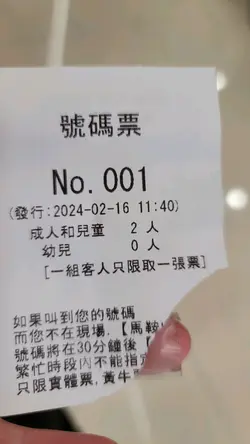 號碼票
No. 001
(發行:2024-02-16 11:40)
成人和兒童 2 人
幼兒 0 人
[一組客人只限取一張票]
如果叫到您的號碼
而您不在現場,【馬鞍
號碼將在30分鐘後【
繁忙時段內不能指定
只限實體票,黃牛